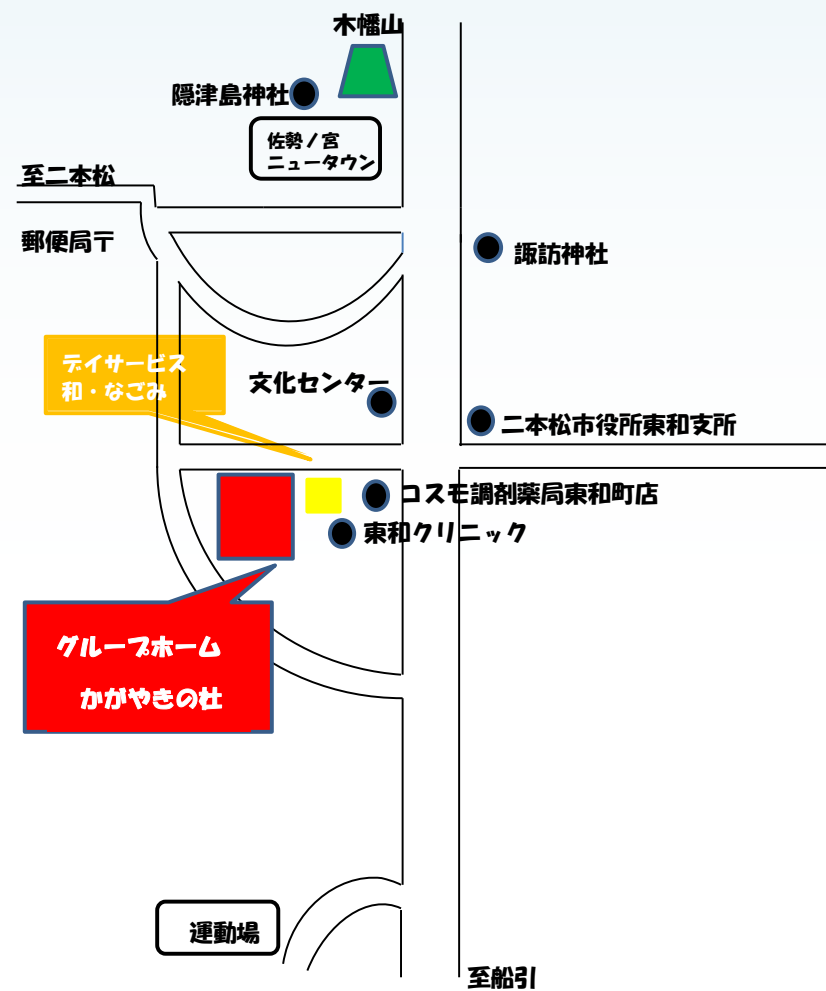 木幡山
隠津島神社
佐勢ノ宮
ニュータウン
至二本松
郵便局〒
諏訪神社
デイサービス
和・なごみ
文化センター
二本松市役所東和支所
コスモ調剤薬局東和町店
東和クリニック
グループホーム
かがやきの杜
運動場
至船引